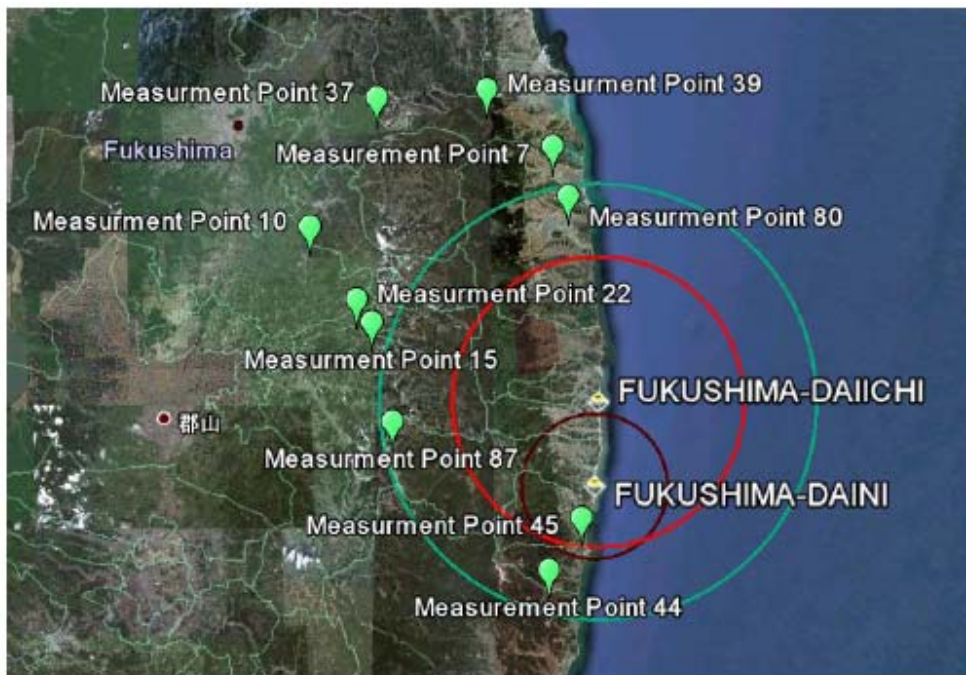 Measurment Point 37
Measurment Point 39
Fukushima
Measurement Point 7
Measurment Point 10
Measurment Point 80
Measurment Point 22
Measurment Point 15
FUKUSHIMA-DAIICHI
郡山
Measurment Point 87
FUKUSHIMA-DAINI
Measurment Point 45
Measurement Point 44